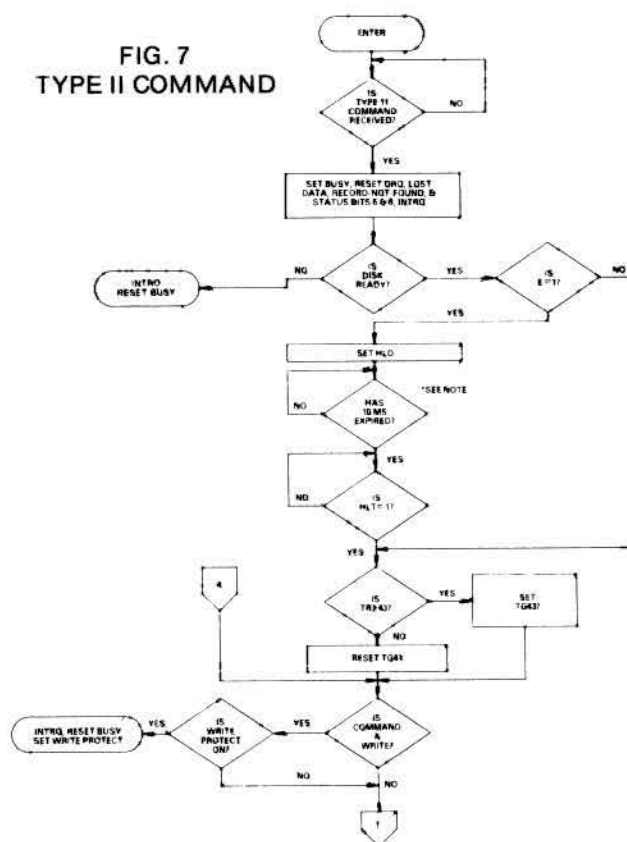 FIG. 7
TYPE II COMMAND
ENTER
IS
TYPE 11
COMMAND
RECEIVED?
NO
YES
SET BUSY, RESET DRQ, LOST
DATA, RECORD NOT FOUND, &
STATUS BITS 5 & 6, INTRO
IS
DISK
READY?
NO
YES
INTRO
RESET BUSY
IS
E=1?
NO
YES
SET HLD
*SEE NOTE
HAS
10 MS
EXPIRED?
NO
YES
IS
HLT=1?
NO
YES
4
IS
TR≥43?
YES
SET
TG43?
NO
RESET TG43
IS
COMMAND
A
WRITE?
YES
IS
WRITE
PROTECT
ON?
YES
INTRO, RESET BUSY
SET WRITE PROTECT
NO
NO
1